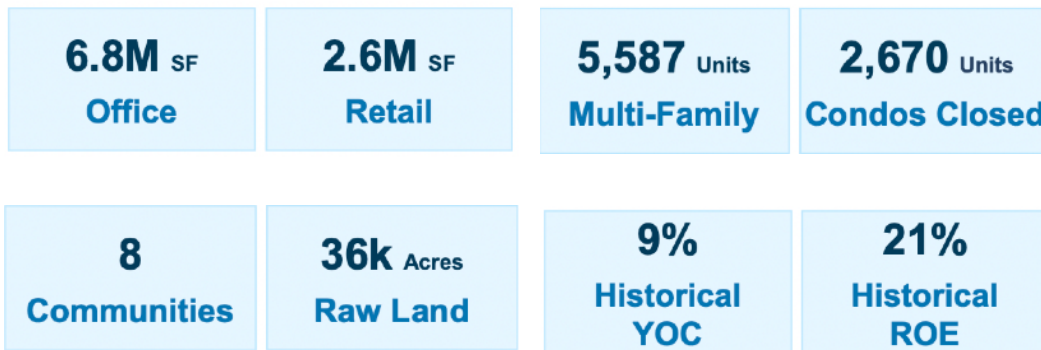 6.8M SF
Office
2.6M SF
Retail
5,587 Units
Multi-Family
2,670 Units
Condos Closed
8
Communities
36k Acres
Raw Land
9%
Historical
YOC
21%
Historical
ROE